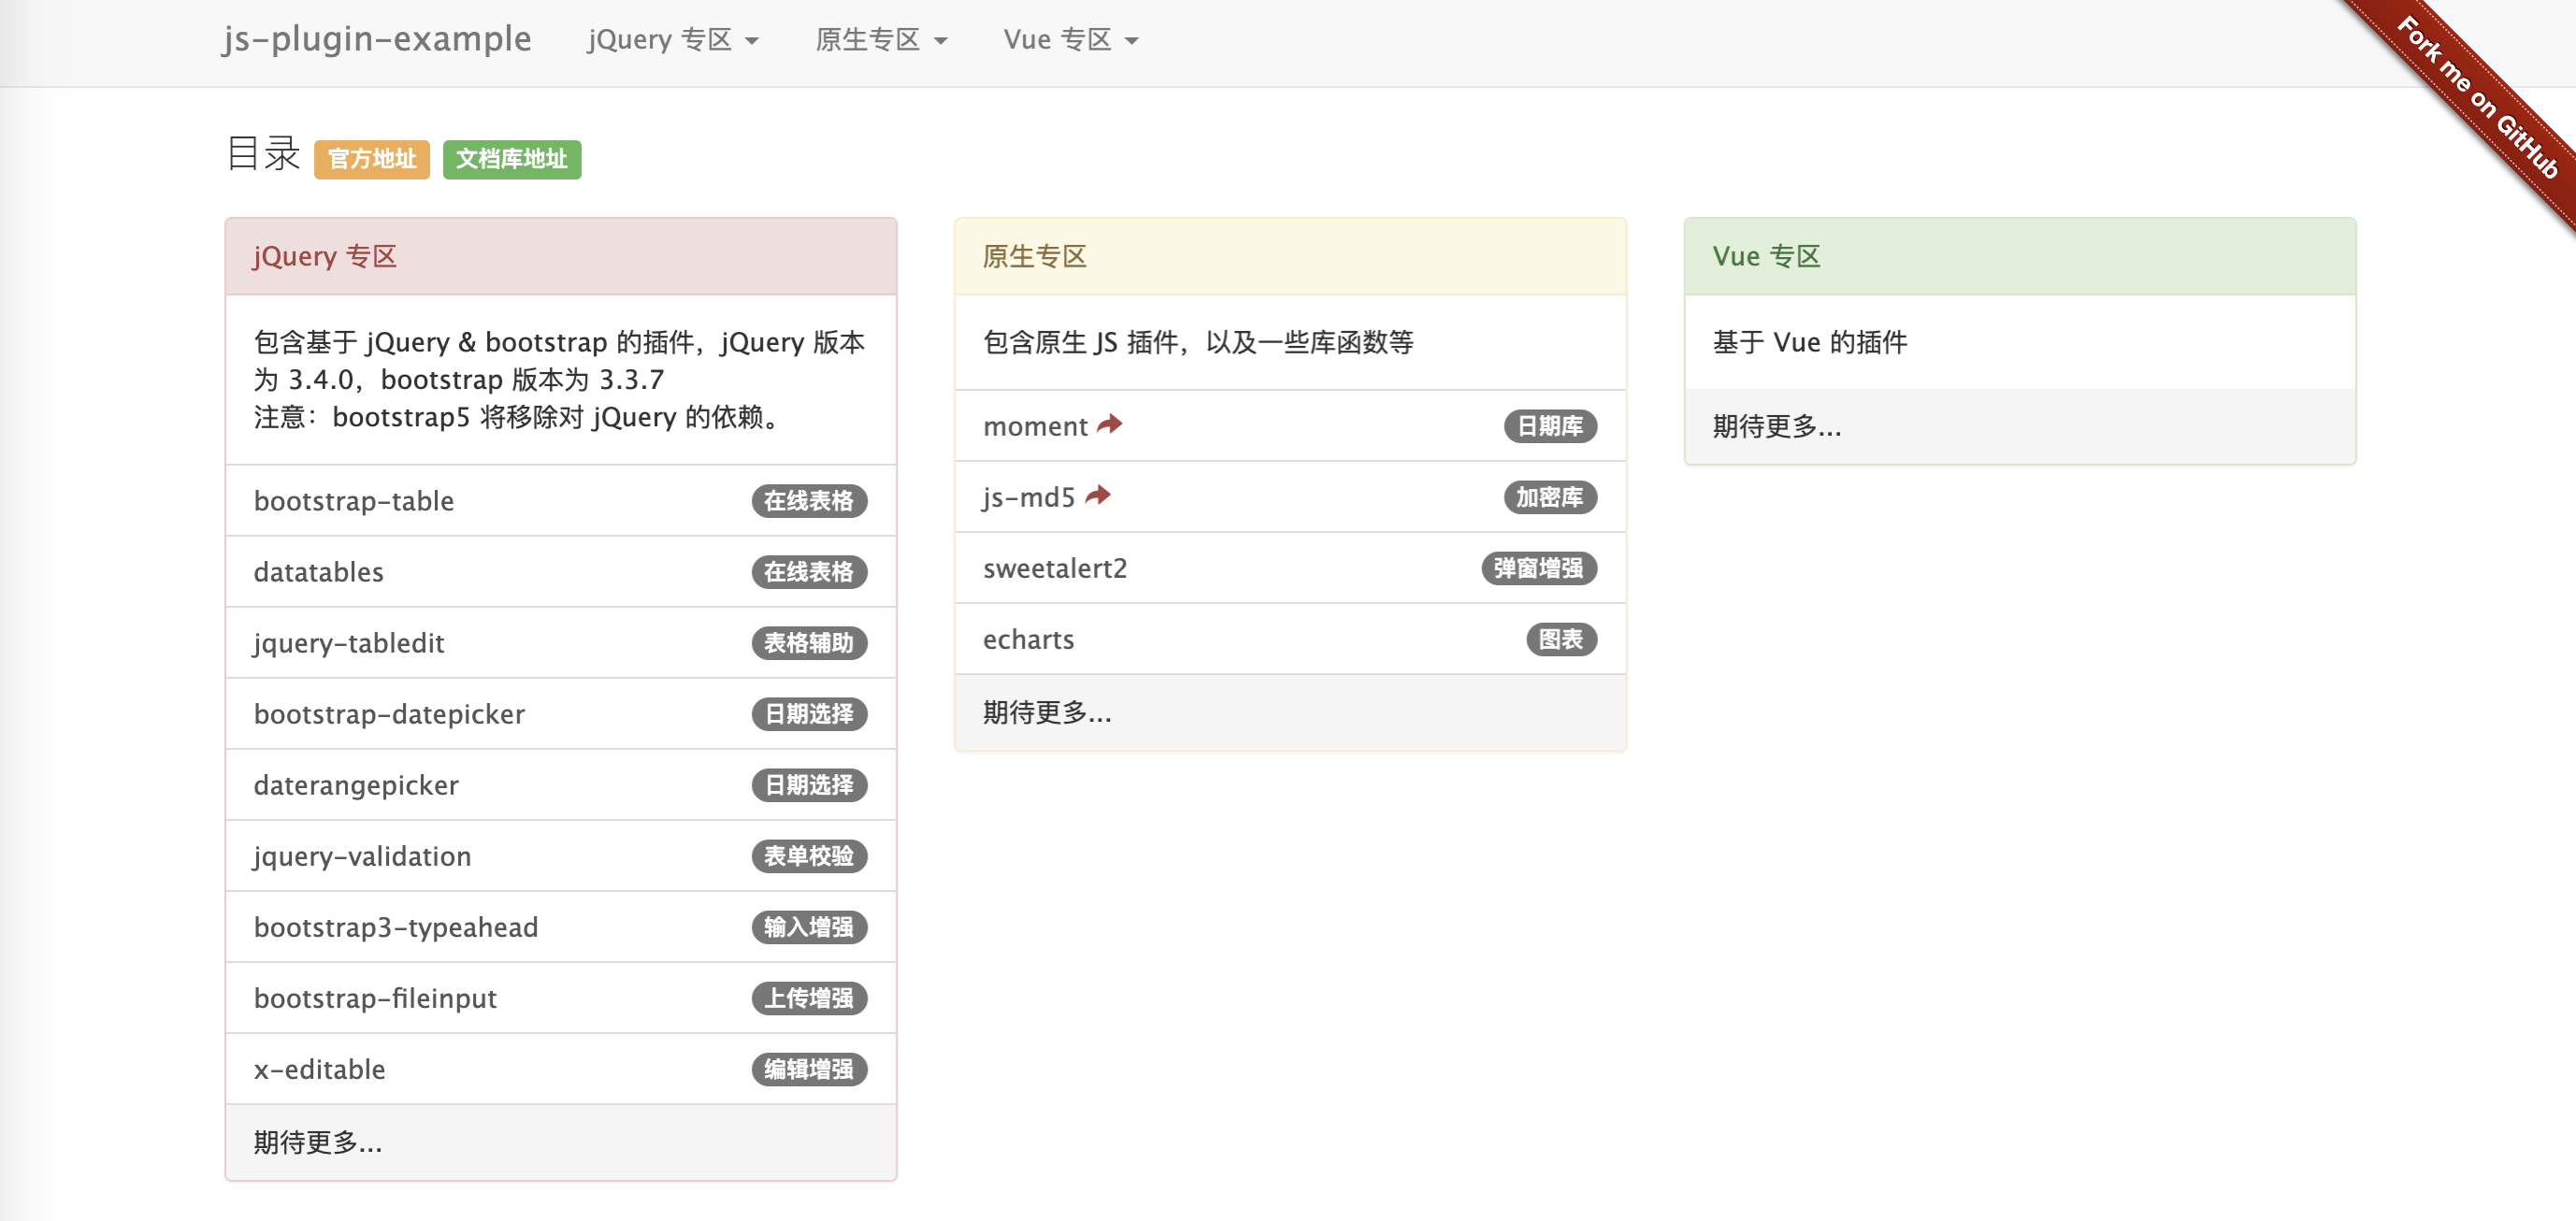 js-plugin-example jQuery 专区 原生专区 Vue 专区
Fork me on GitHub
目录 官方地址 文档库地址
jQuery 专区
包含基于 jQuery & bootstrap 的插件，jQuery 版本
为 3.4.0，bootstrap 版本为 3.3.7
注意：bootstrap5 将移除对 jQuery 的依赖。
bootstrap-table 在线表格
datatables 在线表格
jquery-tabledit 表格辅助
bootstrap-datepicker 日期选择
daterangepicker 日期选择
jquery-validation 表单校验
bootstrap3-typeahead 输入增强
bootstrap-fileinput 上传增强
x-editable 编辑增强
期待更多...
原生专区
包含原生 JS 插件，以及一些库函数等
moment 日期库
js-md5 加密库
sweetalert2 弹窗增强
echarts 图表
期待更多...
Vue 专区
基于 Vue 的插件
期待更多...